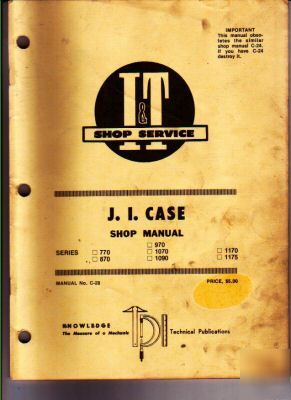 IMPORTANT
This manual obso-
letes the similar
shop manual C-24.
If you have C-24
destroy it.
I&T
SHOP SERVICE
J. I. CASE
SHOP MANUAL
SERIES □ 770 □ 970 □ 1170
□ 870 □ 1070 □ 1175
□ 1090
MANUAL No. C-28
PRICE, $5.00
KNOWLEDGE
The Measure of a Mechanic
Technical Publications